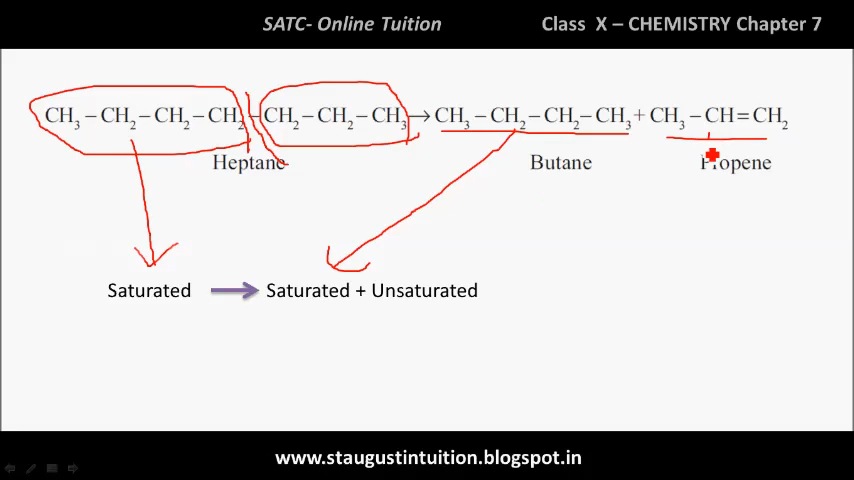 SATC- Online Tuition Class X – CHEMISTRY Chapter 7
CH₃ – CH₂ – CH₂ – CH₂ – CH₂ – CH₂ – CH₃ → CH₃ – CH₂ – CH₂ – CH₃ + CH₃ – CH = CH₂
Heptane Butane Propene
Saturated Saturated + Unsaturated
www.staugustintuition.blogspot.in